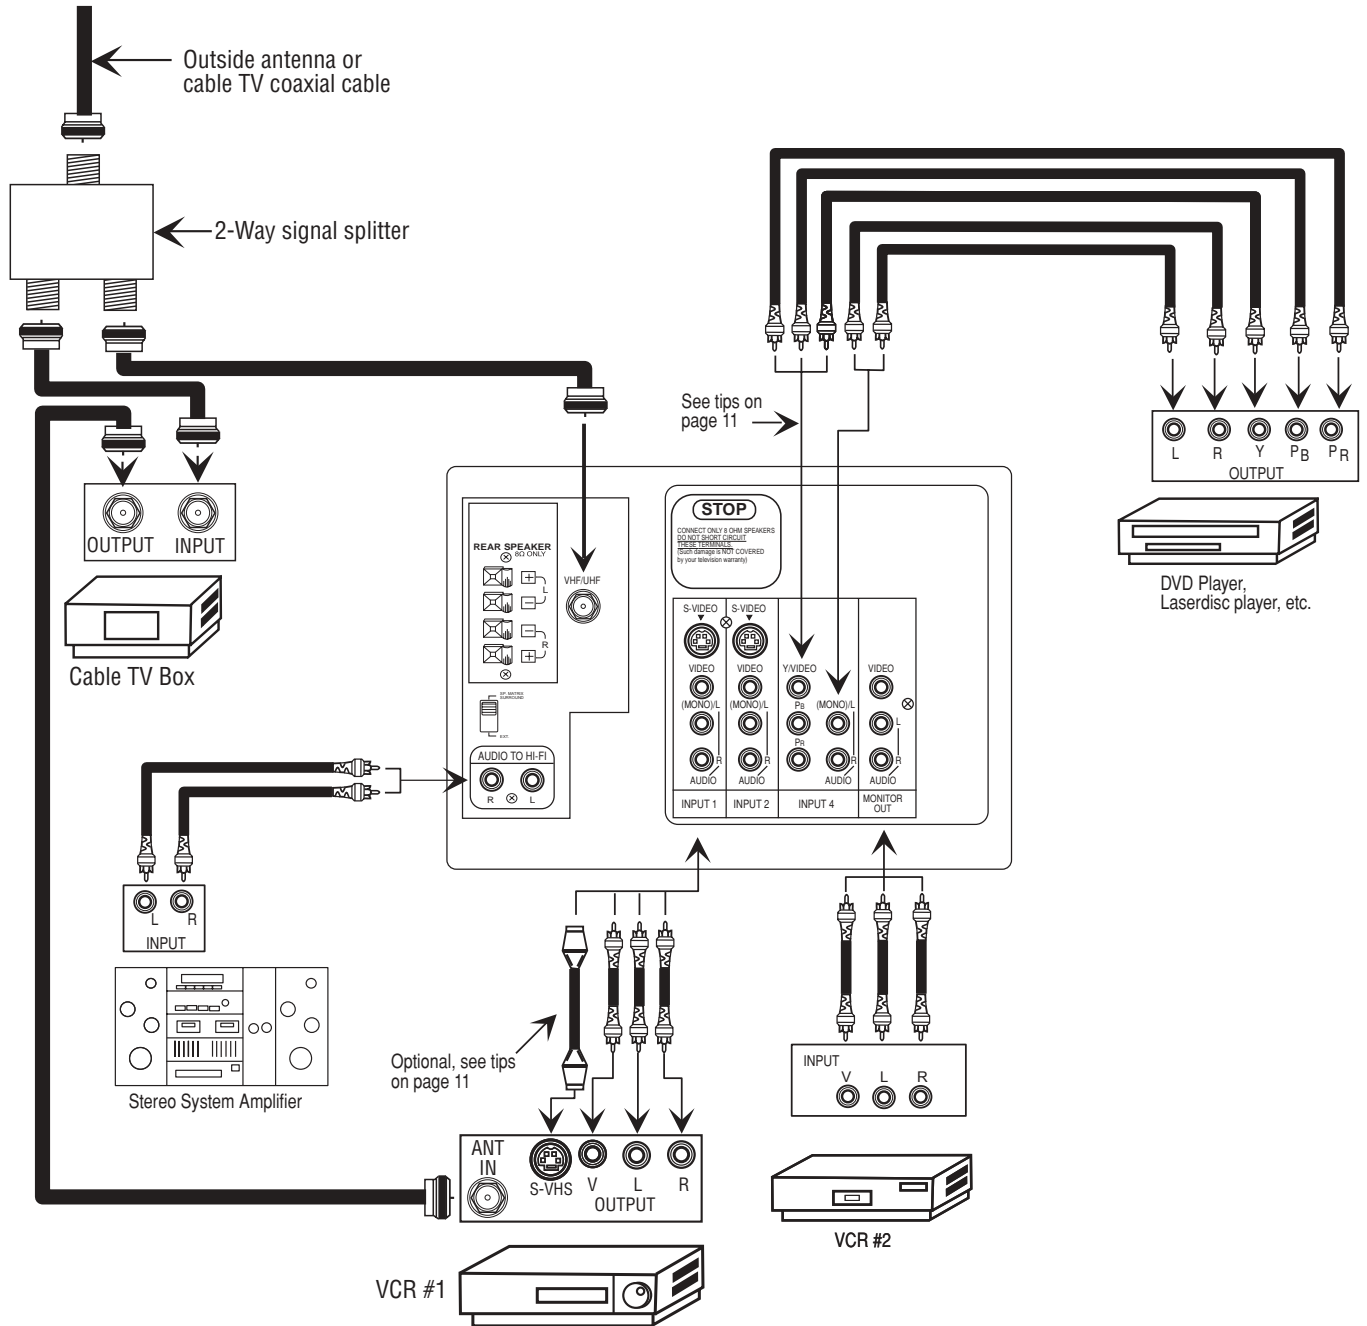 Outside antenna or
cable TV coaxial cable
2-Way signal splitter
See tips on
page 11
L R Y PB PR
OUTPUT
DVD Player,
Laserdisc player, etc.
OUTPUT INPUT
Cable TV Box
REAR SPEAKER
8Ω ONLY
+
L
−
−
R
+
VHF/UHF
SP. MATRIX
SURROUND
EXT
AUDIO TO HI-FI
R L
STOP
CONNECT ONLY 8 OHM SPEAKERS
DO NOT SHORT CIRCUIT
THESE TERMINALS.
(Such damage is NOT COVERED
by your television warranty)
S-VIDEO S-VIDEO
VIDEO VIDEO Y/VIDEO VIDEO
(MONO)/L (MONO)/L PB (MONO)/L L
PR
R R R R
AUDIO AUDIO AUDIO AUDIO
INPUT 1 INPUT 2 INPUT 4 MONITOR
OUT
L R
INPUT
Stereo System Amplifier
Optional, see tips
on page 11
ANT
IN
S-VHS V L R
OUTPUT
VCR #1
INPUT
V L R
VCR #2